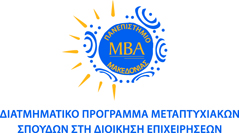 ΠΑΝΕΠΙΣΤΗΜΙΟ
MBA
ΜΑΚΕΔΟΝΙΑΣ
ΔΙΑΤΜΗΜΑΤΙΚΟ ΠΡΟΓΡΑΜΜΑ ΜΕΤΑΠΤΥΧΙΑΚΩΝ
ΣΠΟΥΔΩΝ ΣΤΗ ΔΙΟΙΚΗΣΗ ΕΠΙΧΕΙΡΗΣΕΩΝ